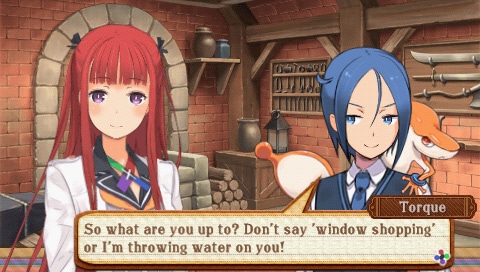 Torque
So what are you up to? Don't say 'window shopping'
or I'm throwing water on you!